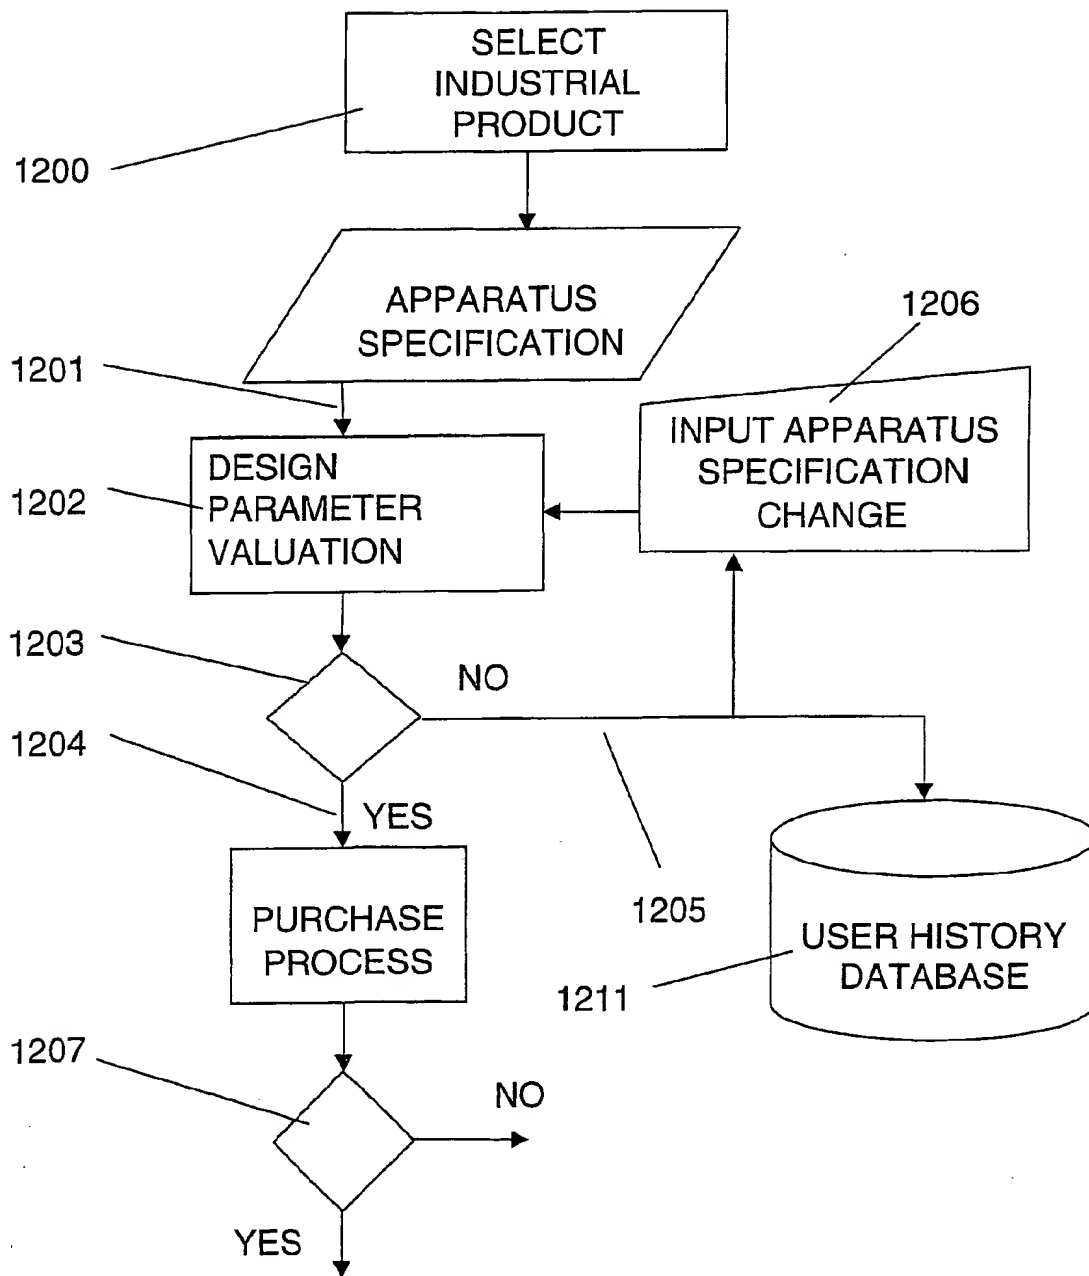 SELECT
INDUSTRIAL
PRODUCT
1200
APPARATUS
SPECIFICATION
1206
1201
INPUT APPARATUS
SPECIFICATION
CHANGE
DESIGN
PARAMETER
VALUATION
1202
1203
NO
1204
YES
PURCHASE
PROCESS
1205
USER HISTORY
DATABASE
1211
1207
NO
YES